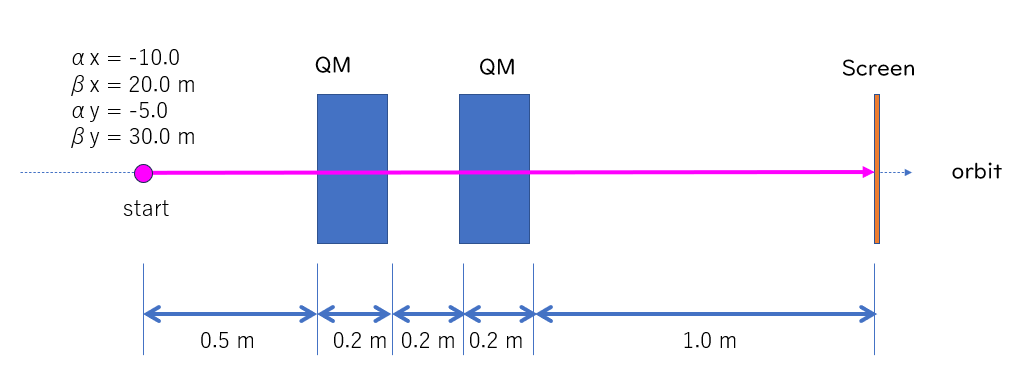 α x = -10.0
β x = 20.0 m
α y = -5.0
β y = 30.0 m
QM
QM
Screen
orbit
start
0.5 m
0.2 m
0.2 m
0.2 m
1.0 m